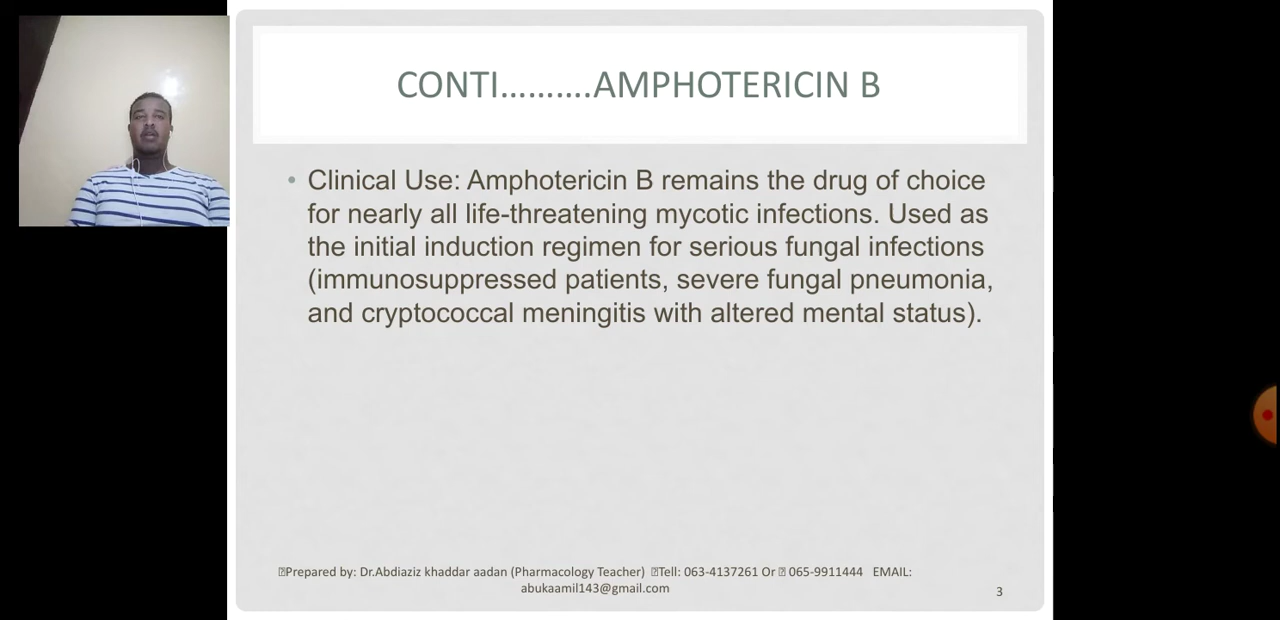 CONTI……….AMPHOTERICIN B
• Clinical Use: Amphotericin B remains the drug of choice
for nearly all life-threatening mycotic infections. Used as
the initial induction regimen for serious fungal infections
(immunosuppressed patients, severe fungal pneumonia,
and cryptococcal meningitis with altered mental status).
Prepared by: Dr.Abdiaziz khaddar aadan (Pharmacology Teacher) Tell: 063-4137261 Or 065-9911444 EMAIL:
abukaamil143@gmail.com
3